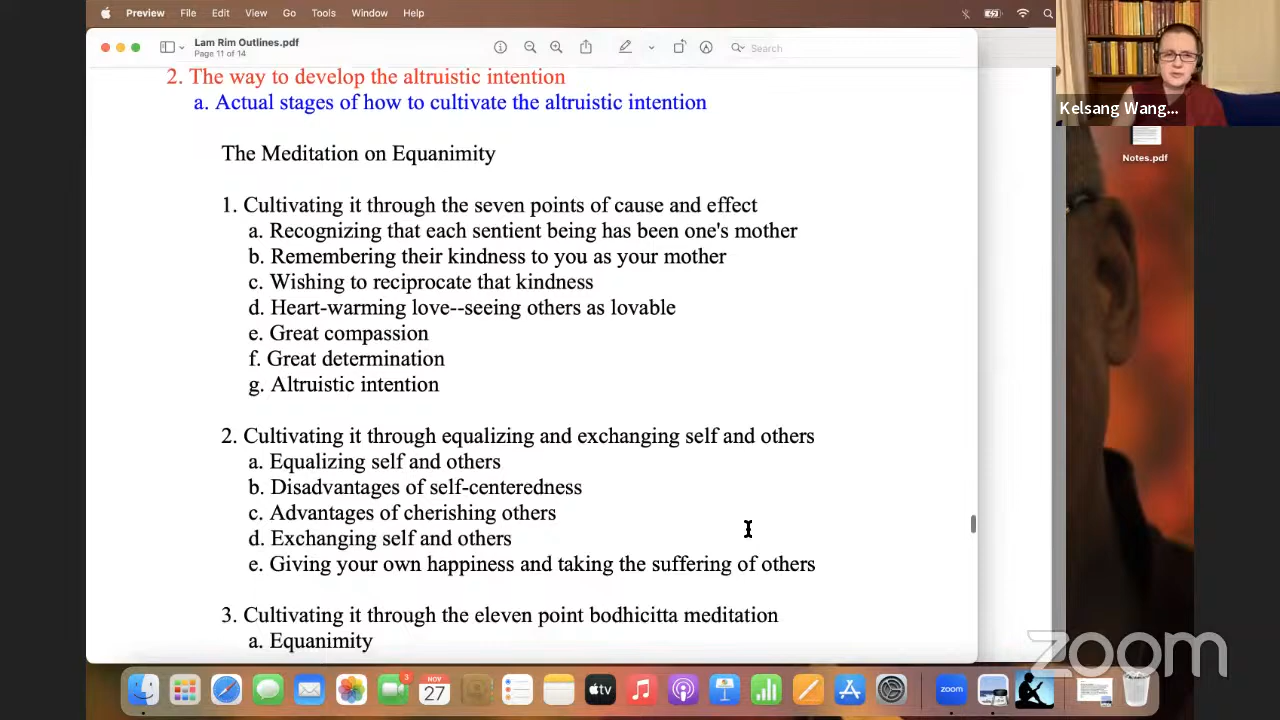 Preview File Edit View Go Tools Window Help
Lam Rim Outlines.pdf
Page 11 of 14
Search
Kelsang Wang...
Notes.pdf
2. The way to develop the altruistic intention
a. Actual stages of how to cultivate the altruistic intention
The Meditation on Equanimity
1. Cultivating it through the seven points of cause and effect
a. Recognizing that each sentient being has been one's mother
b. Remembering their kindness to you as your mother
c. Wishing to reciprocate that kindness
d. Heart-warming love--seeing others as lovable
e. Great compassion
f. Great determination
g. Altruistic intention
2. Cultivating it through equalizing and exchanging self and others
a. Equalizing self and others
b. Disadvantages of self-centeredness
c. Advantages of cherishing others
d. Exchanging self and others
e. Giving your own happiness and taking the suffering of others
3. Cultivating it through the eleven point bodhicitta meditation
a. Equanimity
zoom
3
NOV
27
tv
zoom